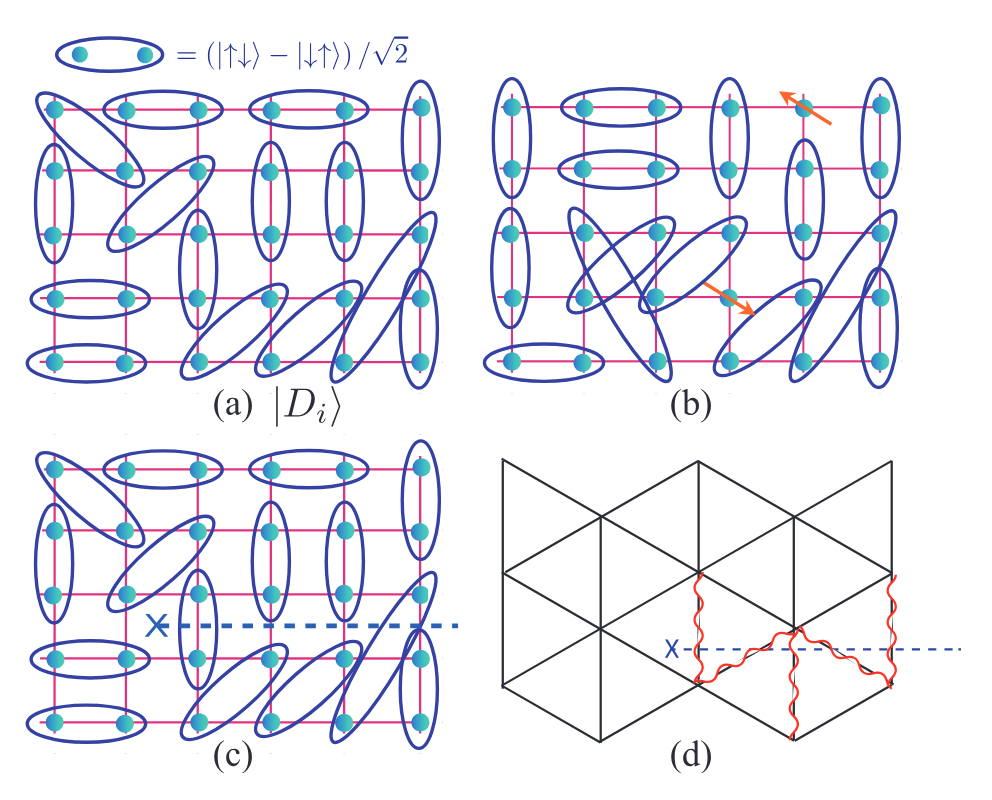 = (|↑↓⟩ − |↓↑⟩) /√2
(a) |D_i⟩
(b)
X
X
(c)
(d)